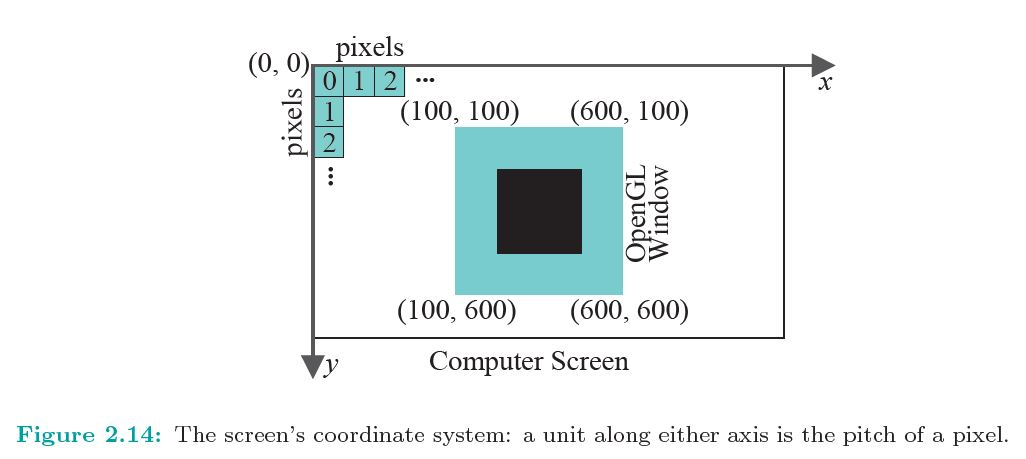 pixels
(0, 0)
0 1 2 ...
pixels
1
2
...
x
(100, 100) (600, 100)
OpenGL
Window
(100, 600) (600, 600)
y
Computer Screen
Figure 2.14: The screen's coordinate system: a unit along either axis is the pitch of a pixel.